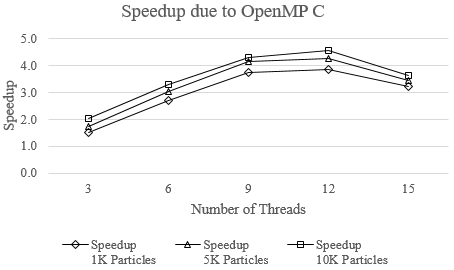 Speedup due to OpenMP C
5.0
4.0
3.0
2.0
1.0
0.0
Speedup
3 6 9 12 15
Number of Threads
Speedup 1K Particles
Speedup 5K Particles
Speedup 10K Particles